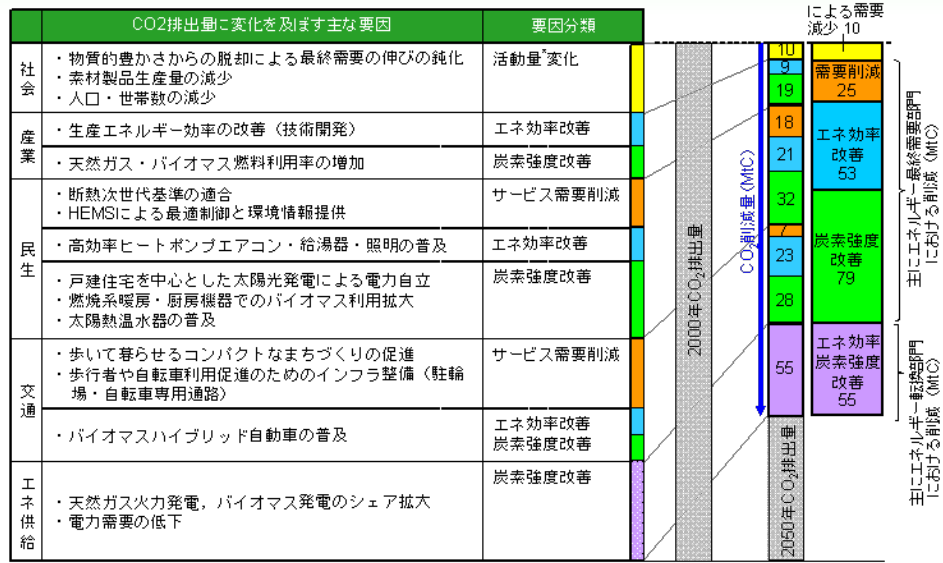 CO2排出量に変化を及ぼす主な要因
要因分類
社会
・物質的豊かさからの脱却による最終需要の伸びの鈍化
・素材製品生産量の減少
・人口・世帯数の減少
活動量*変化
産業
・生産エネルギー効率の改善（技術開発）
エネ効率改善
・天然ガス・バイオマス燃料利用率の増加
炭素強度改善
民生
・断熱次世代基準の適合
・HEMSによる最適制御と環境情報提供
サービス需要削減
・高効率ヒートポンプエアコン・給湯器・照明の普及
エネ効率改善
・戸建住宅を中心とした太陽光発電による電力自立
・燃焼系暖房・厨房機器でのバイオマス利用拡大
・太陽熱温水器の普及
炭素強度改善
交通
・歩いて暮らせるコンパクトなまちづくりの促進
・歩行者や自転車利用促進のためのインフラ整備（駐輪
場・自転車専用通路）
サービス需要削減
・バイオマスハイブリッド自動車の普及
エネ効率改善
炭素強度改善
エネ供給
・天然ガス火力発電，バイオマス発電のシェア拡大
・電力需要の低下
炭素強度改善
2000年CO2排出量
CO2削減量(MtC)
10
9
19
18
21
32
7
23
28
55
2050年CO2排出量
による需要
減少 10
需要削減
25
エネ効率
改善
53
炭素強度
改善
79
エネ効率
炭素強度
改善
55
主にエネルギー最終需要部門
における削減 (MtC)
主にエネルギー転換部門
における削減 (MtC)